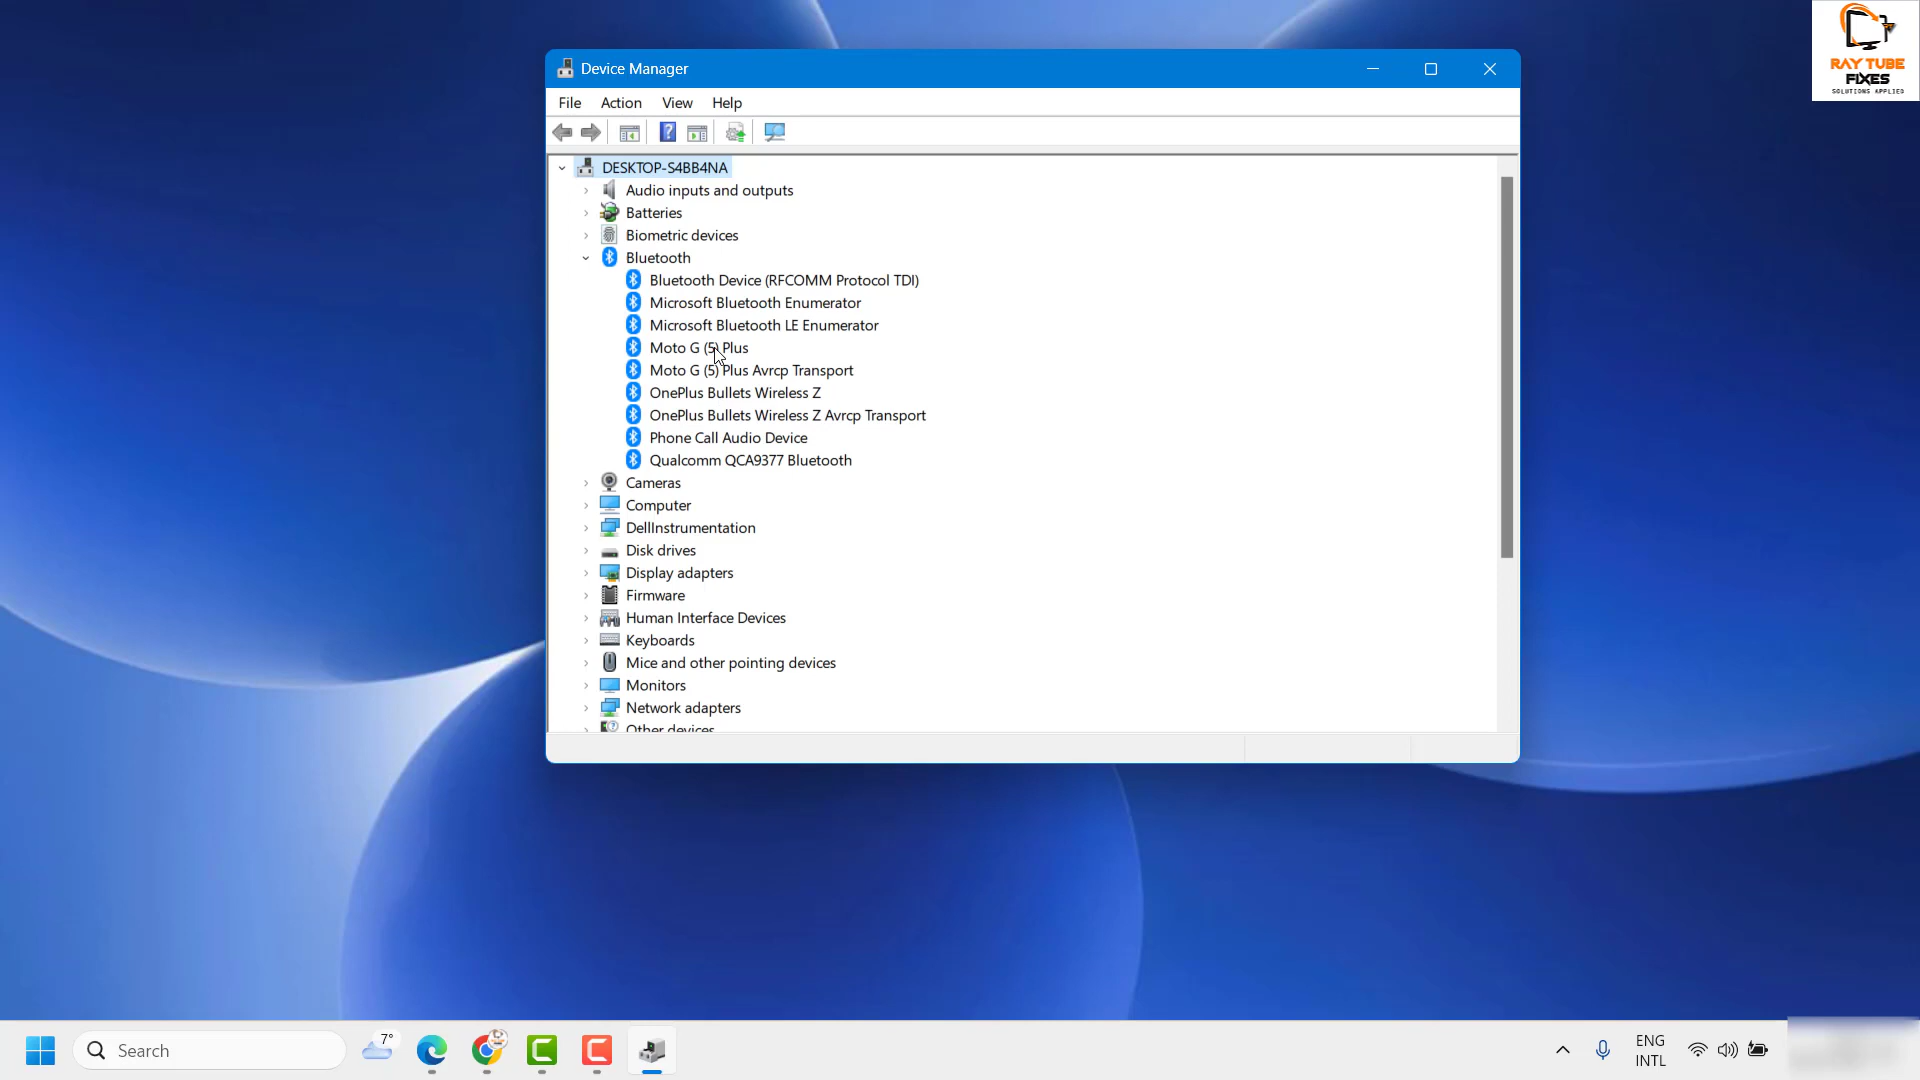 Device Manager
RAY TUBE
FIXES
SOLUTIONS APPLIED
File Action View Help
DESKTOP-S4BB4NA
Audio inputs and outputs
Batteries
Biometric devices
Bluetooth
Bluetooth Device (RFCOMM Protocol TDI)
Microsoft Bluetooth Enumerator
Microsoft Bluetooth LE Enumerator
Moto G (5) Plus
Moto G (5) Plus Avrcp Transport
OnePlus Bullets Wireless Z
OnePlus Bullets Wireless Z Avrcp Transport
Phone Call Audio Device
Qualcomm QCA9377 Bluetooth
Cameras
Computer
DellInstrumentation
Disk drives
Display adapters
Firmware
Human Interface Devices
Keyboards
Mice and other pointing devices
Monitors
Network adapters
Other devices
Search
7°
ENG
INTL